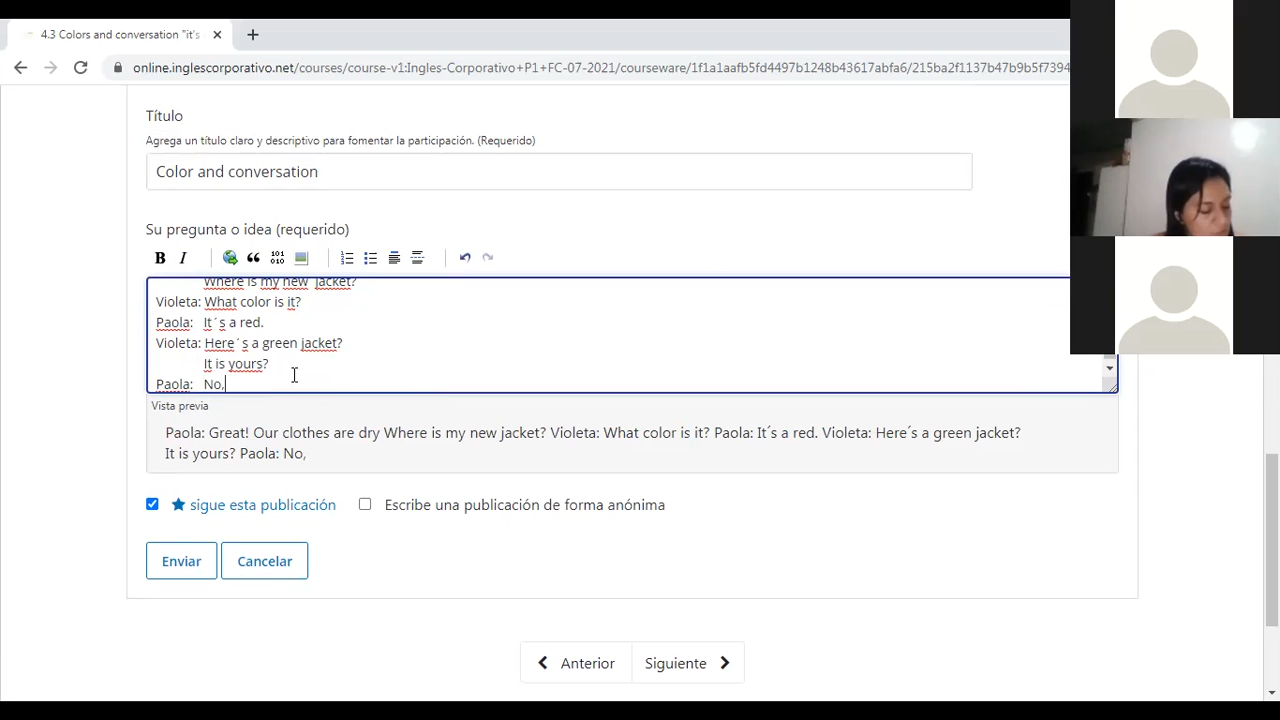 4.3 Colors and conversation "it's
online.inglescorporativo.net/courses/course-v1:Ingles-Corporativo+P1+FC-07-2021/courseware/1f1a1aafb5fd4497b1248b43617abfa6/215ba2f1137b47b9b5f7394
Título
Agrega un título claro y descriptivo para fomentar la participación. (Requerido)
Color and conversation
Su pregunta o idea (requerido)
B I 101 010
Where is my new jacket?
Violeta: What color is it?
Paola: It´s a red.
Violeta: Here´s a green jacket?
It is yours?
Paola: No,
Vista previa
Paola: Great! Our clothes are dry Where is my new jacket? Violeta: What color is it? Paola: It´s a red. Violeta: Here´s a green jacket?
It is yours? Paola: No,
sigue esta publicación Escribe una publicación de forma anónima
Enviar Cancelar
Anterior Siguiente